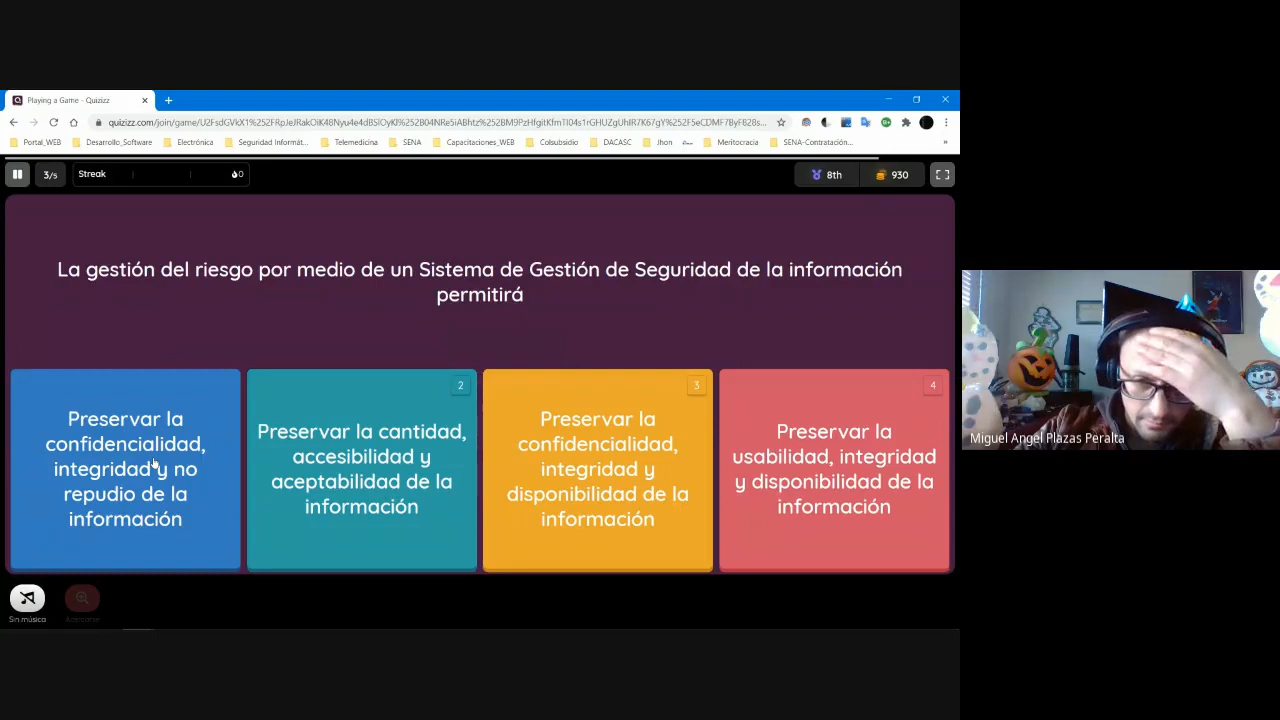 Playing a Game - Quizizz
Portal_WEB
Desarrollo_Software
Electrónica
Seguridad Informát...
Telemedicina
SENA
Capacitaciones_WEB
Colsubsidio
DACASC
Jhon
Meritocracia
SENA-Contratación...
»
3/5
Streak
0
8th
930
La gestión del riesgo por medio de un Sistema de Gestión de Seguridad de la información
permitirá
Preservar la
confidencialidad,
integridad y no
repudio de la
información
2
Preservar la cantidad,
accesibilidad y
aceptabilidad de la
información
3
Preservar la
confidencialidad,
integridad y
disponibilidad de la
información
4
Preservar la
usabilidad, integridad
y disponibilidad de la
información
Sin música
Acercarse
Miguel Angel Plazas Peralta